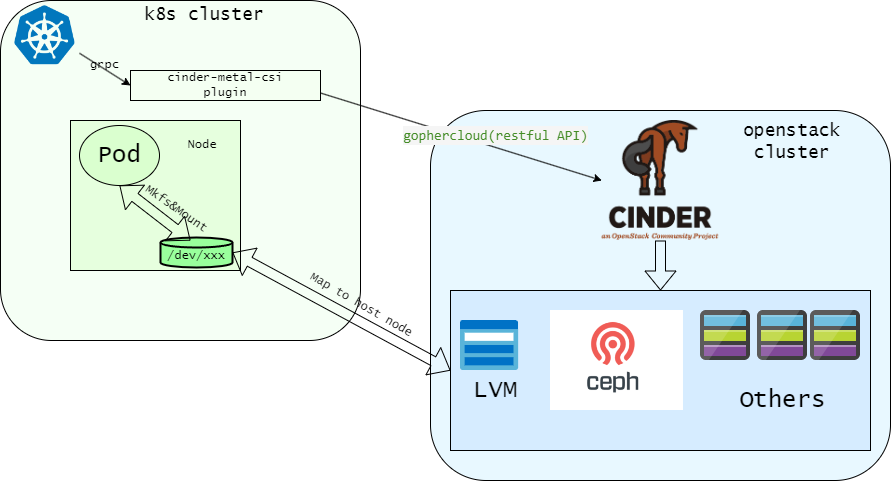 k8s cluster
grpc
cinder-metal-csi
plugin
gophercloud(restful API)
openstack
cluster
Pod
Node
Mkfs&Mount
/dev/xxx
CINDER
an OpenStack Community Project
Map to host node
LVM
ceph
Others